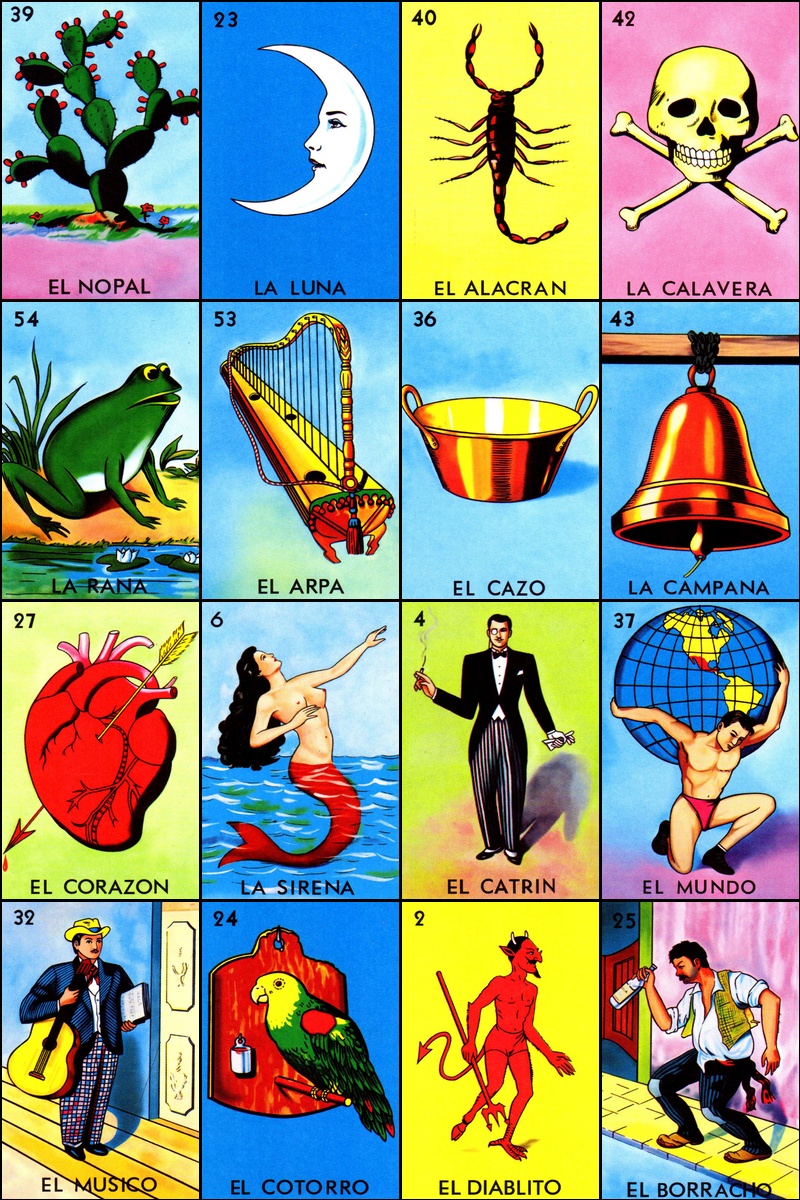 39
EL NOPAL
23
LA LUNA
40
EL ALACRAN
42
LA CALAVERA
54
LA RANA
53
EL ARPA
36
EL CAZO
43
LA CAMPANA
27
EL CORAZON
6
LA SIRENA
4
EL CATRIN
37
EL MUNDO
32
EL MUSICO
24
EL COTORRO
2
EL DIABLITO
25
EL BORRACHO